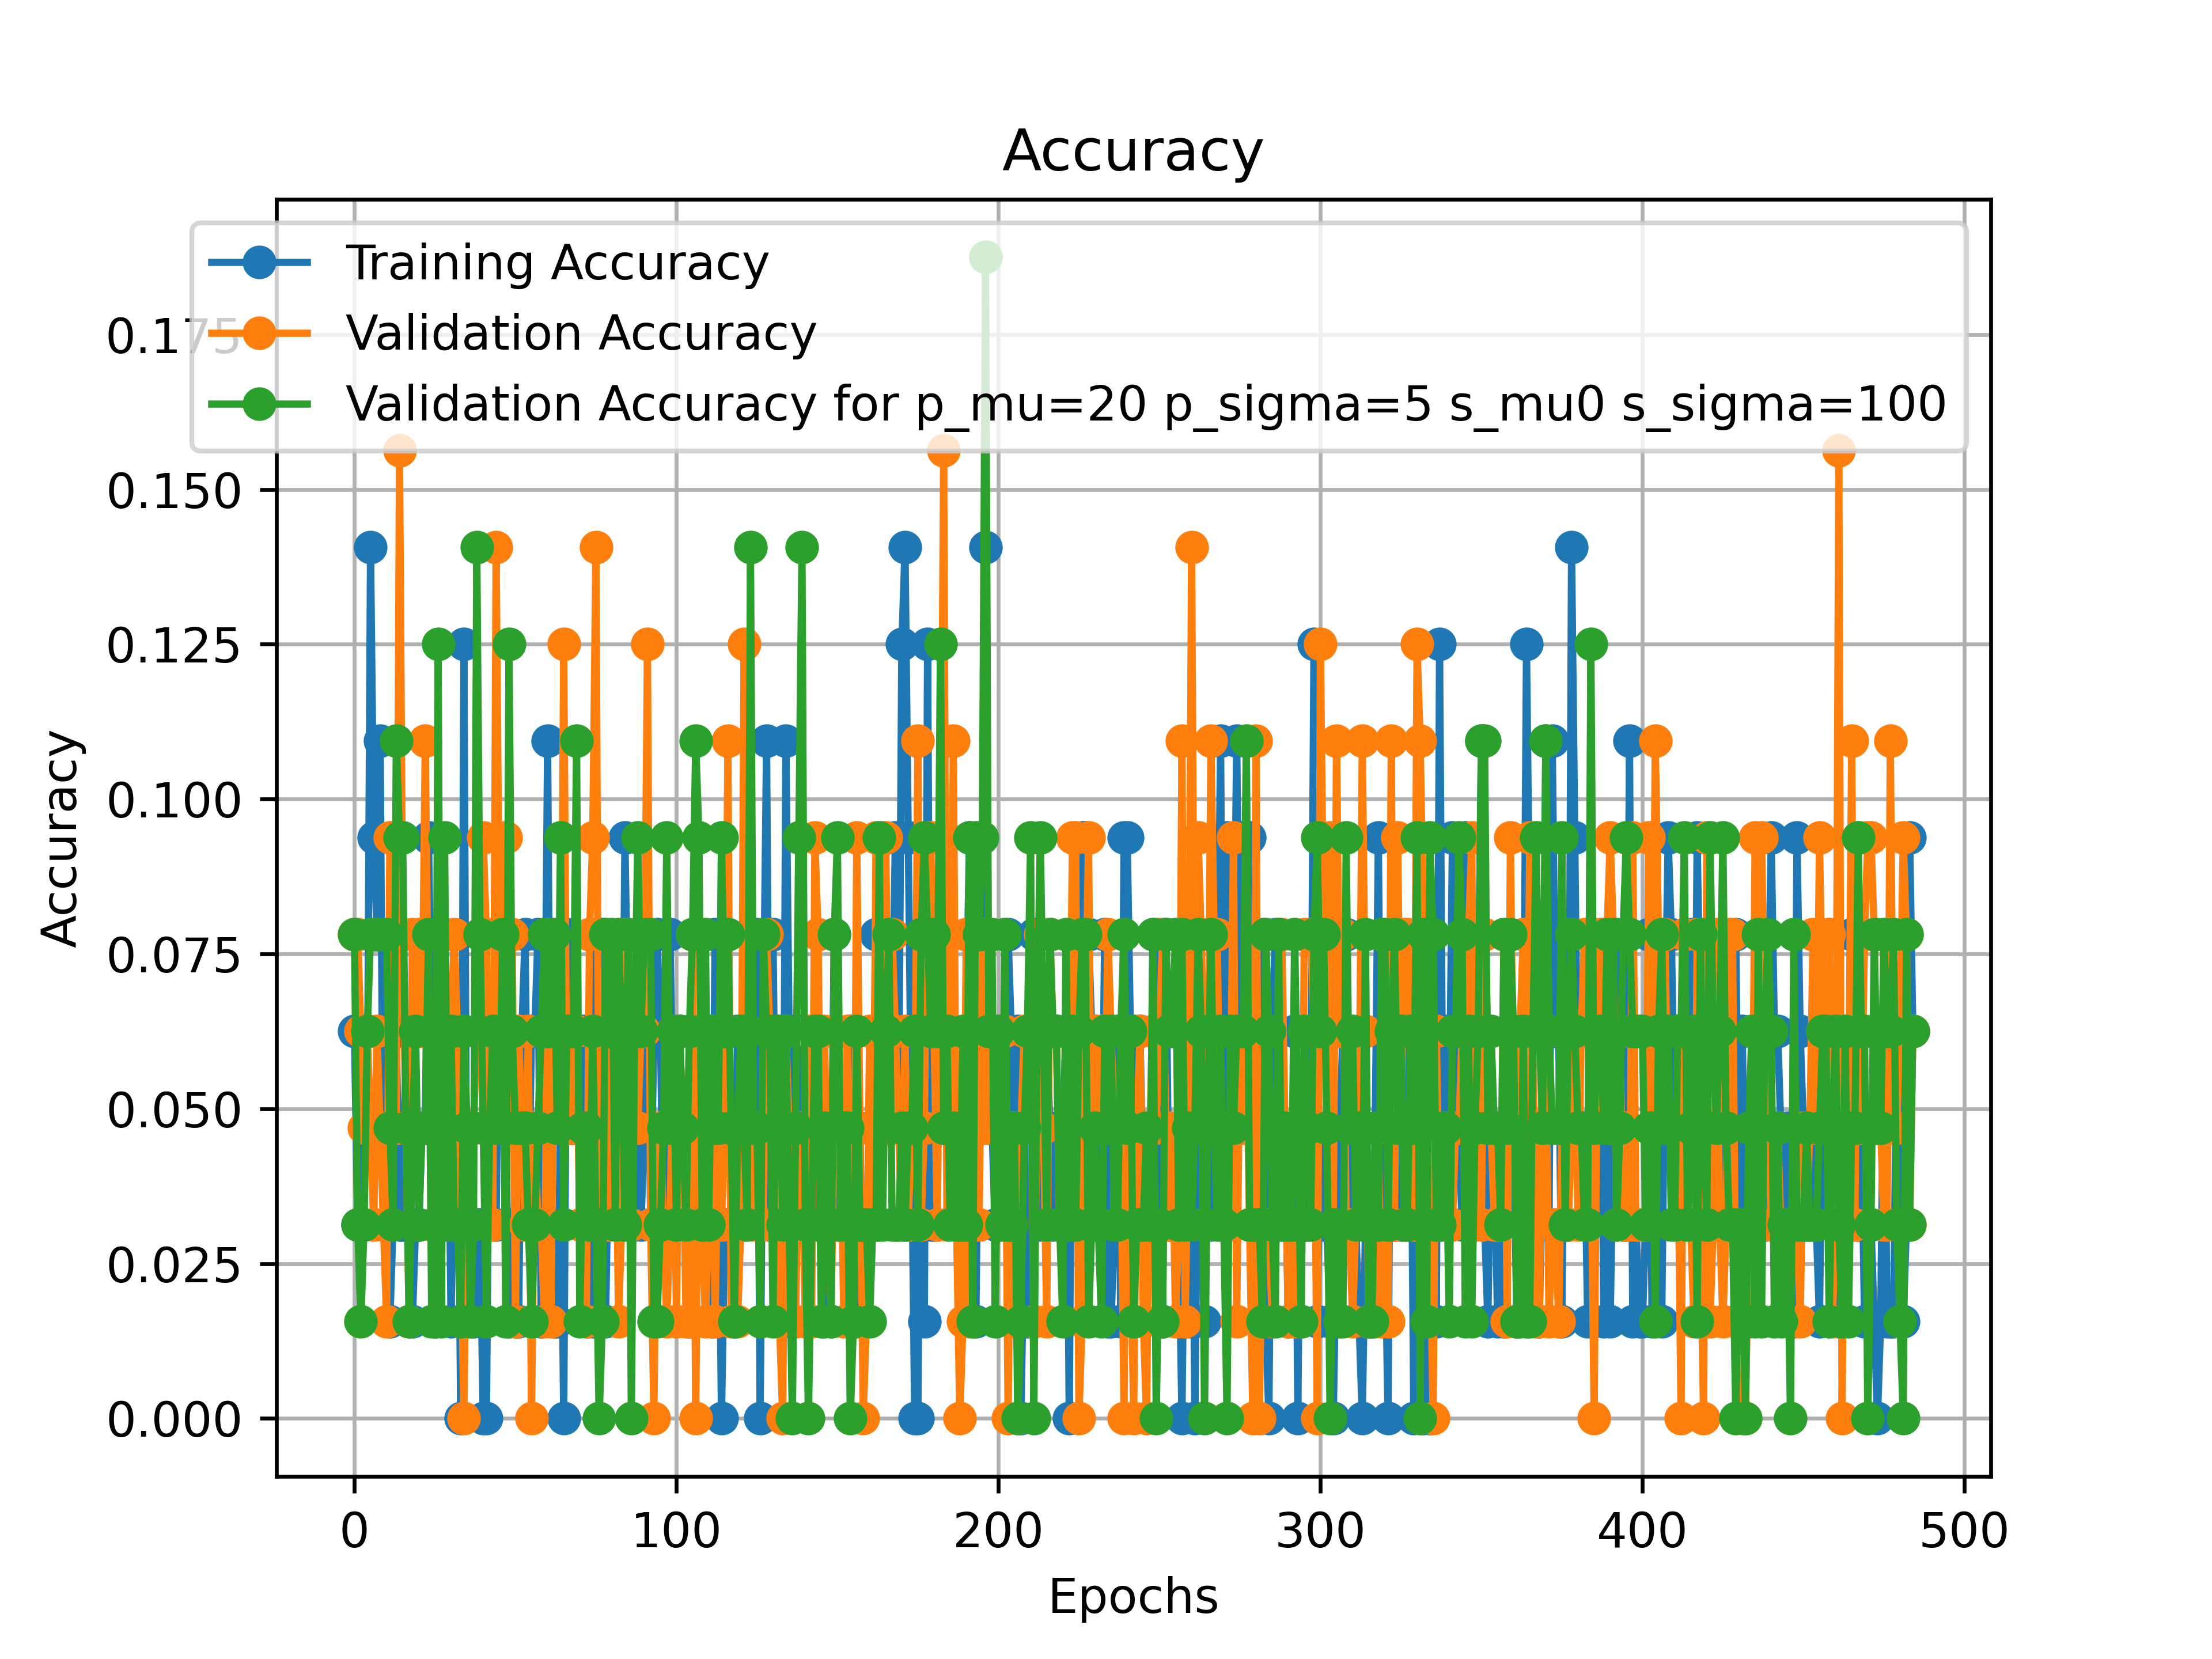 Accuracy
Training Accuracy
Validation Accuracy
Validation Accuracy for p_mu=20 p_sigma=5 s_mu0 s_sigma=100
0.175
0.150
0.125
0.100
0.075
0.050
0.025
0.000
Accuracy
0 100 200 300 400 500
Epochs